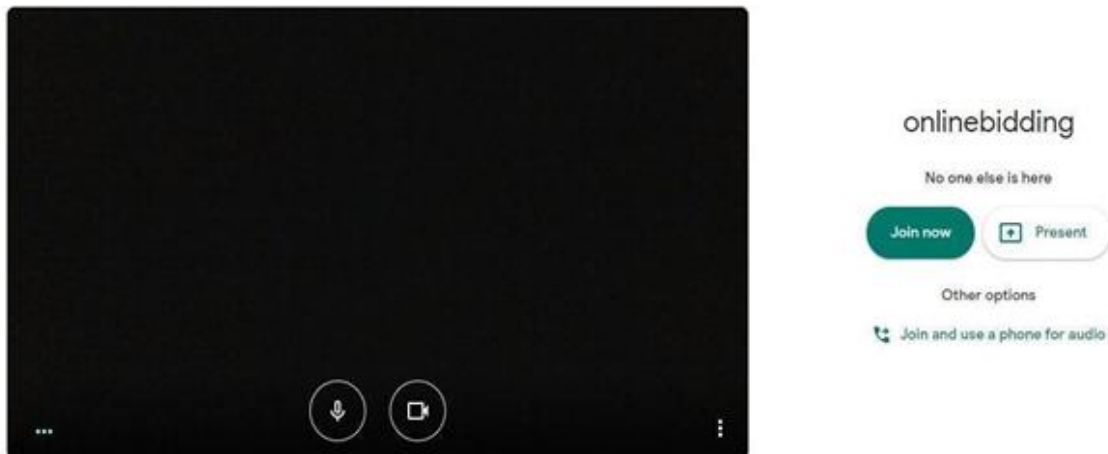 onlinebidding
No one else is here
Join now
Present
Other options
Join and use a phone for audio